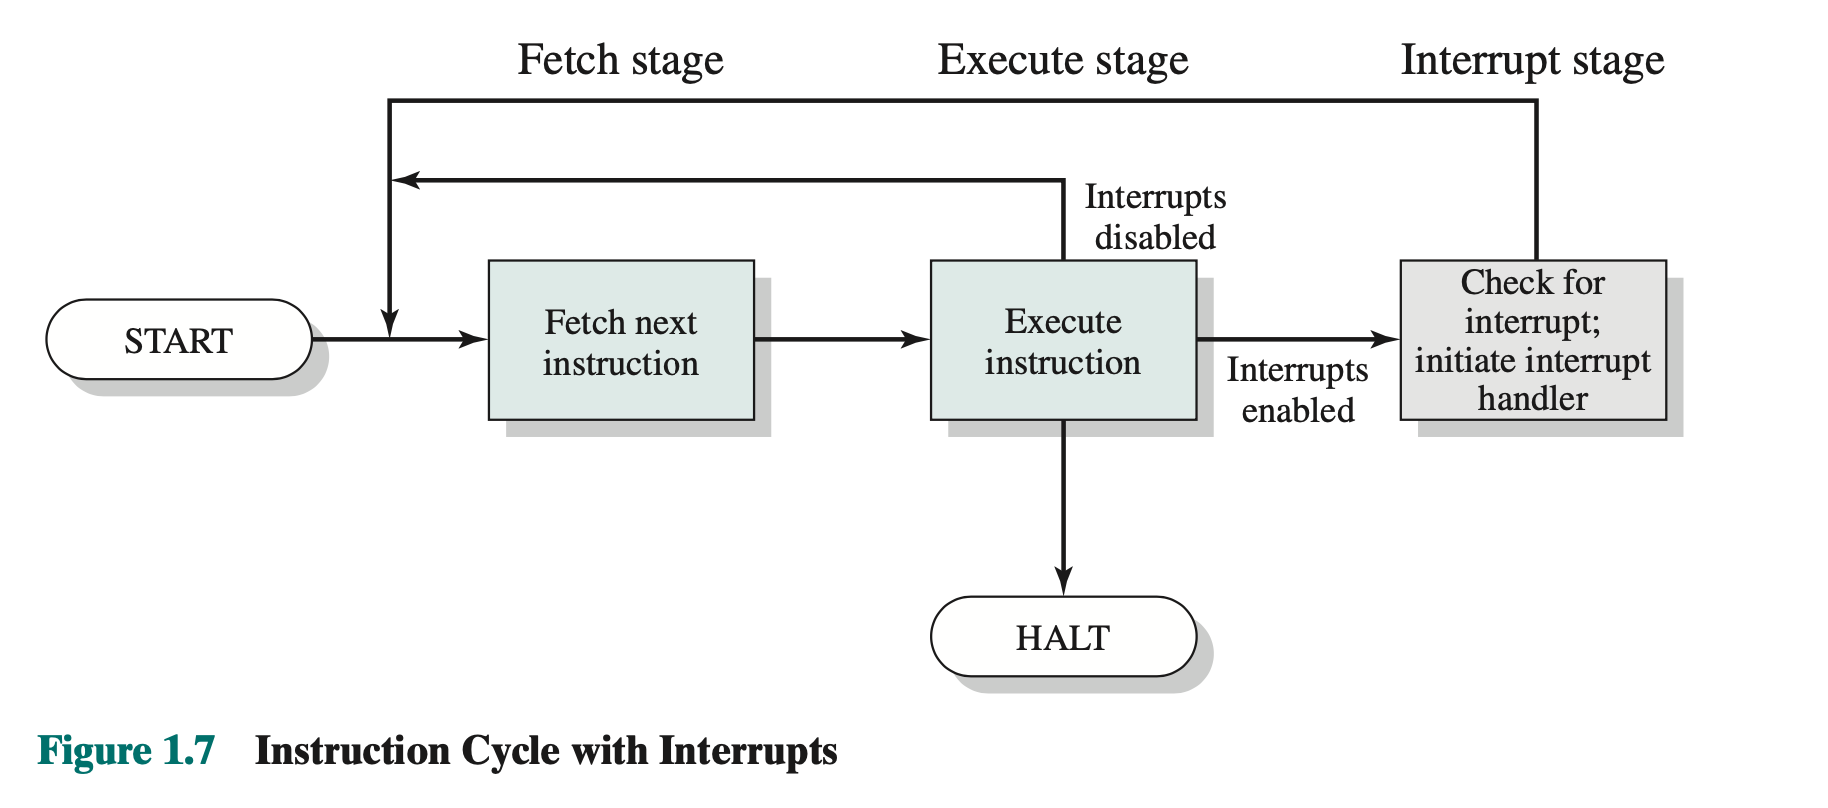 Fetch stage
Execute stage
Interrupt stage
Interrupts
disabled
START
Fetch next
instruction
Execute
instruction
Interrupts
enabled
Check for
interrupt;
initiate interrupt
handler
HALT
Figure 1.7 Instruction Cycle with Interrupts